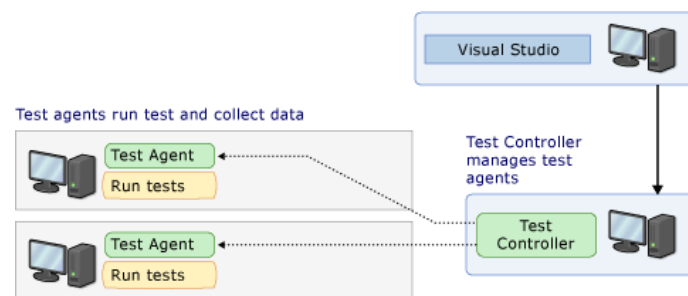 Visual Studio
Test agents run test and collect data
Test Agent
Run tests
Test Controller
manages test
agents
Test
Controller
Test Agent
Run tests